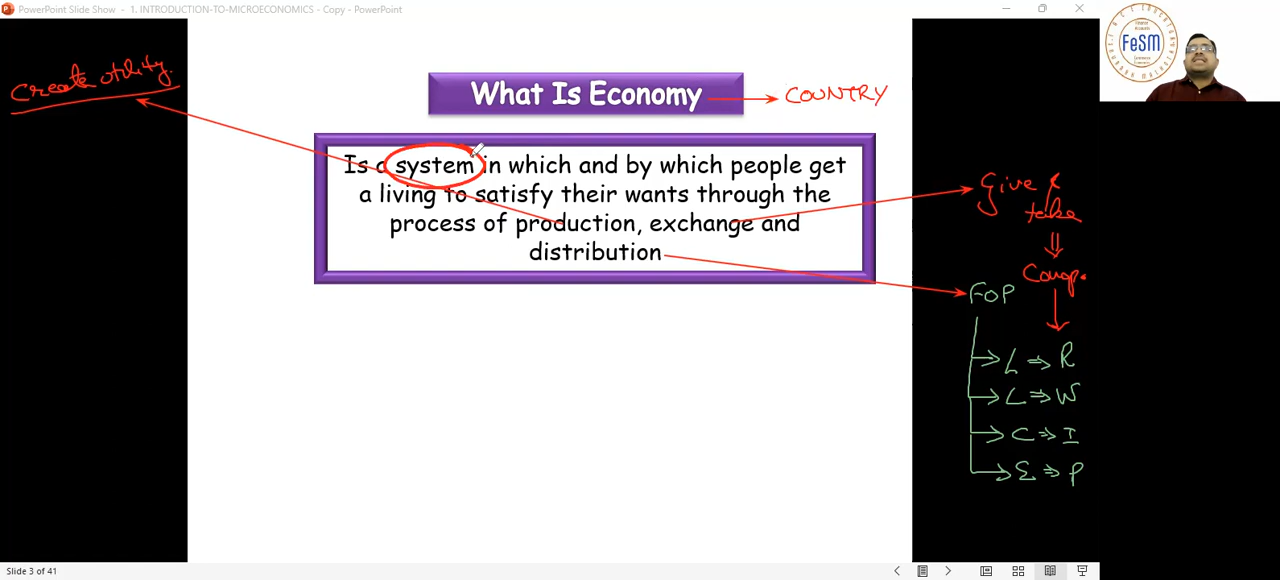 PowerPoint Slide Show - 1. INTRODUCTION-TO-MICROECONOMICS - Copy - PowerPoint
FeSM
Create utility.
What Is Economy
COUNTRY
Is a system in which and by which people get
a living to satisfy their wants through the
process of production, exchange and
distribution
Give &
take
FOP
L ⇒ R
L ⇒ W
C ⇒ I
E ⇒ P
Slide 3 of 41